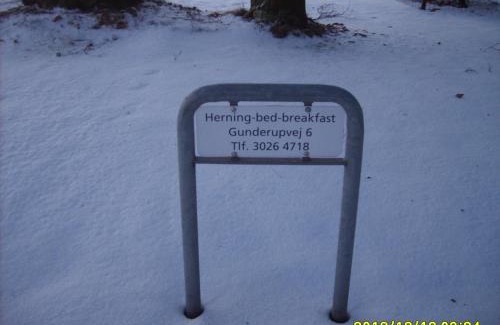 Herning-bed-breakfast
Gunderupvej 6
Tlf. 3026 4718